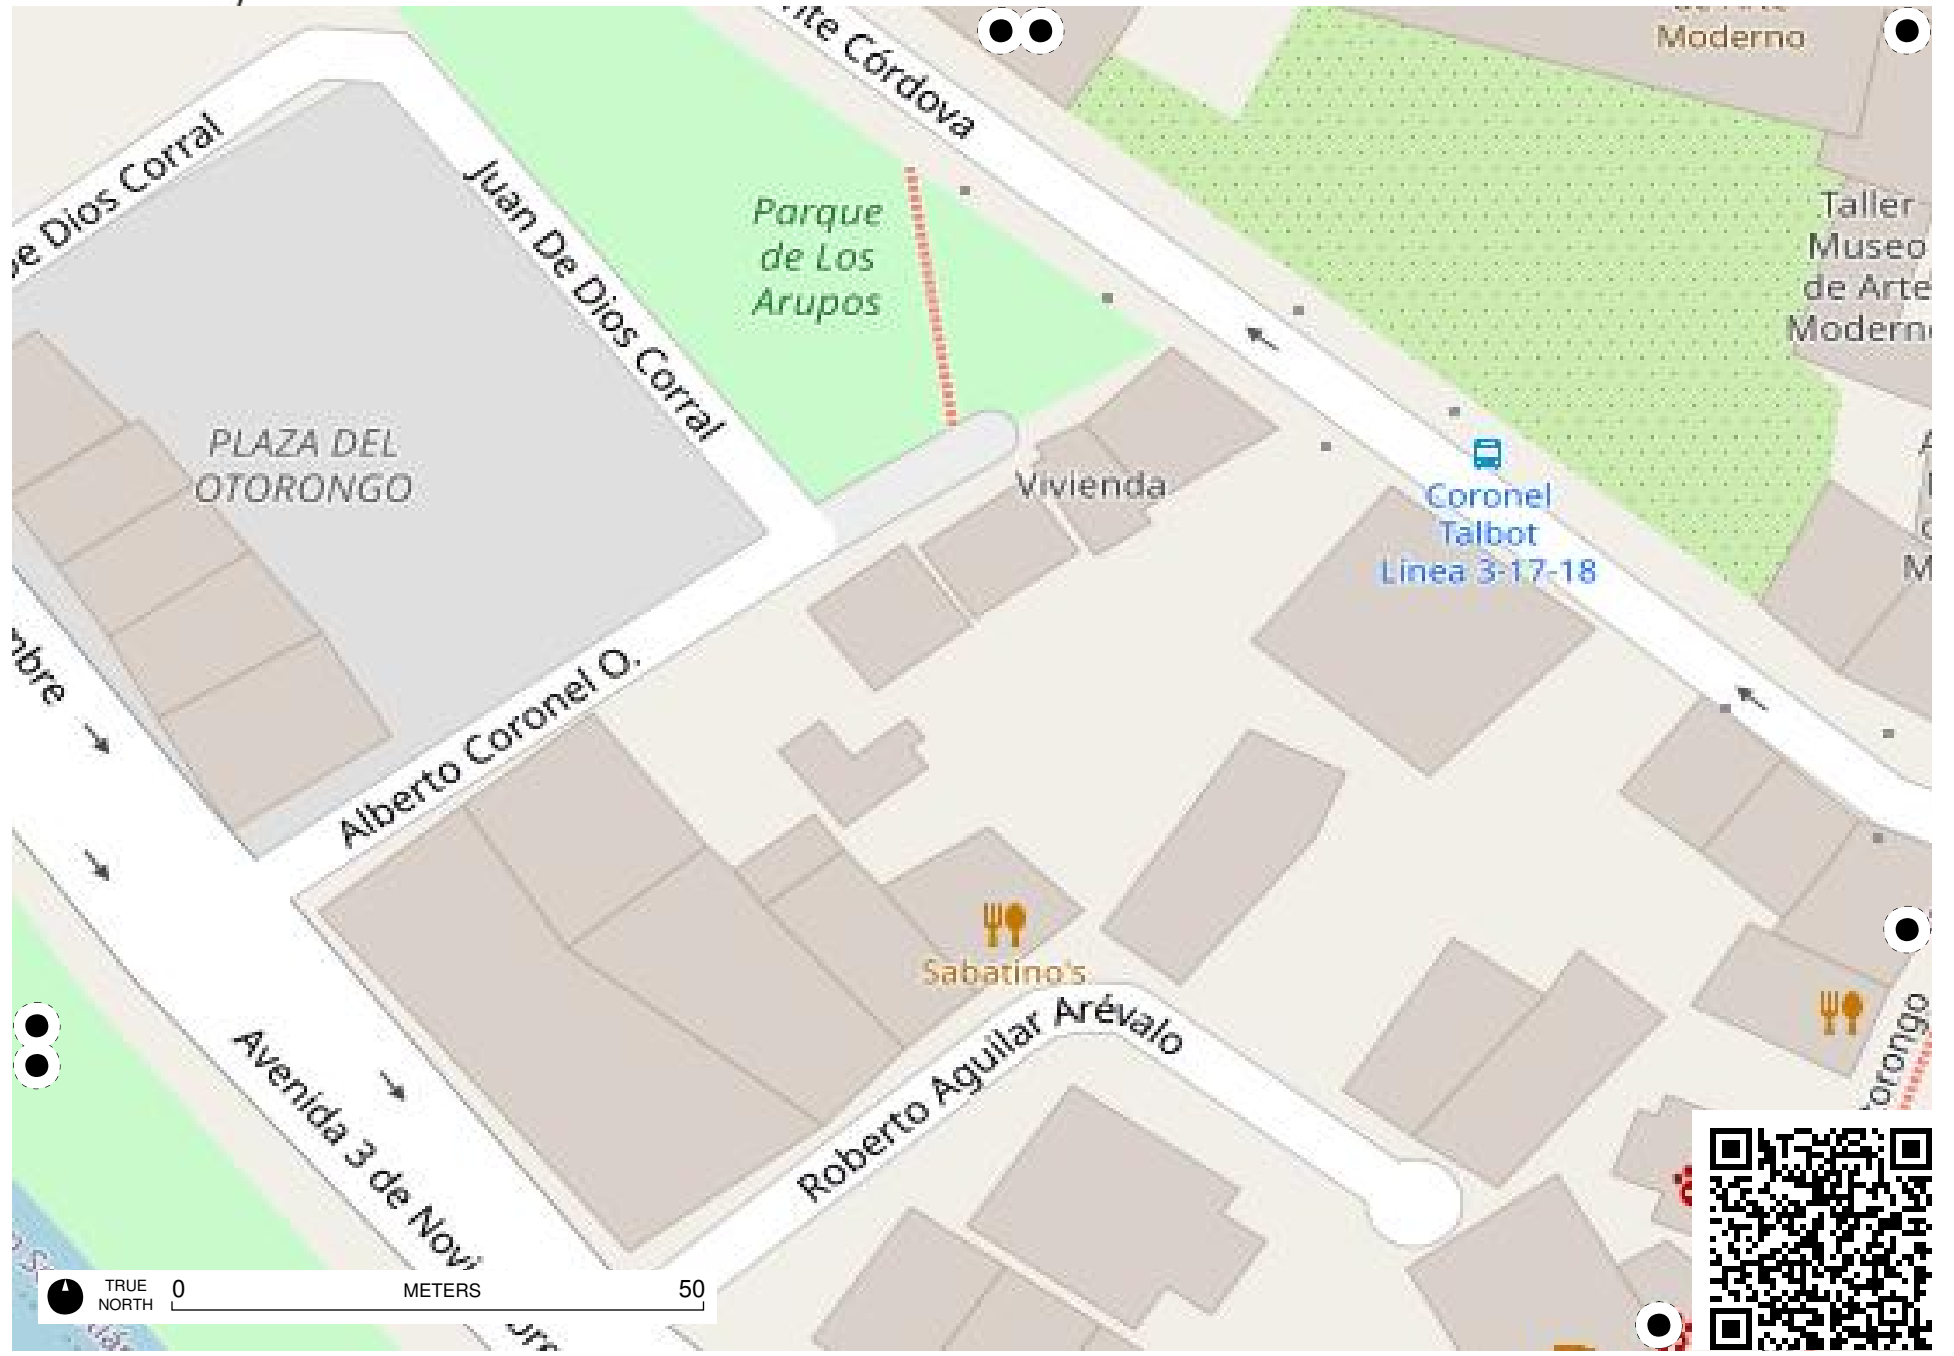 Córdova
Moderno
De Dios Corral
Juan De Dios Corral
Parque
de Los
Arupos
Taller
Museo
de Arte
PLAZA DEL
OTORONGO
Vivienda
Coronel
Talbot
Línea 3-17-18
Alberto Coronel O.
Sabatino's
Roberto Aguilar Arévalo
Avenida 3 de Novi
TRUE
NORTH
0 METERS 50